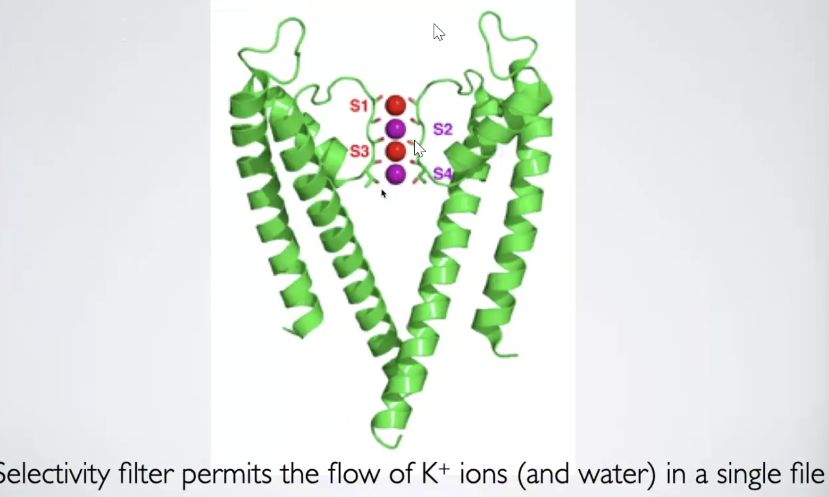 S1
S2
S3
S4
Selectivity filter permits the flow of K⁺ ions (and water) in a single file